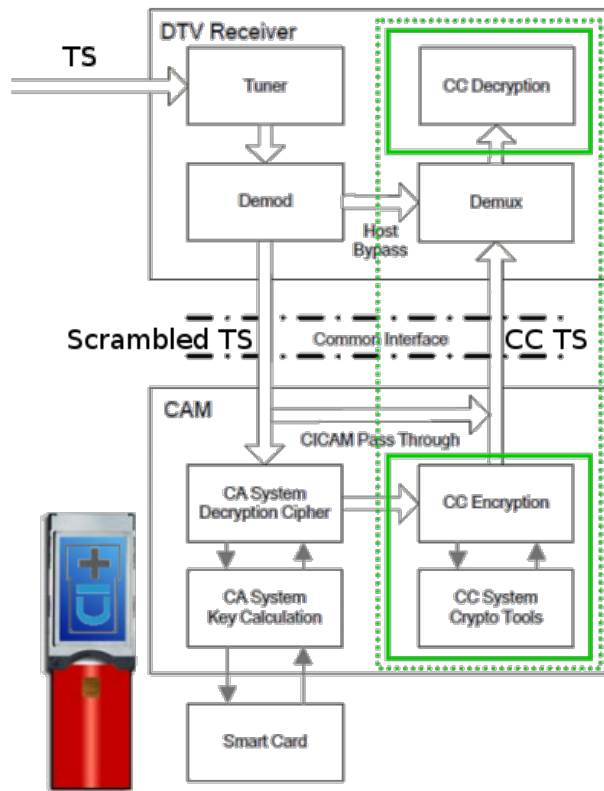 DTV Receiver
TS
Tuner
CC Decryption
Demod
Demux
Host
Bypass
Scrambled TS
Common Interface
CC TS
CAM
CICAM Pass Through
CA System
Decryption Cipher
CC Encryption
CA System
Key Calculation
CC System
Crypto Tools
Smart Card